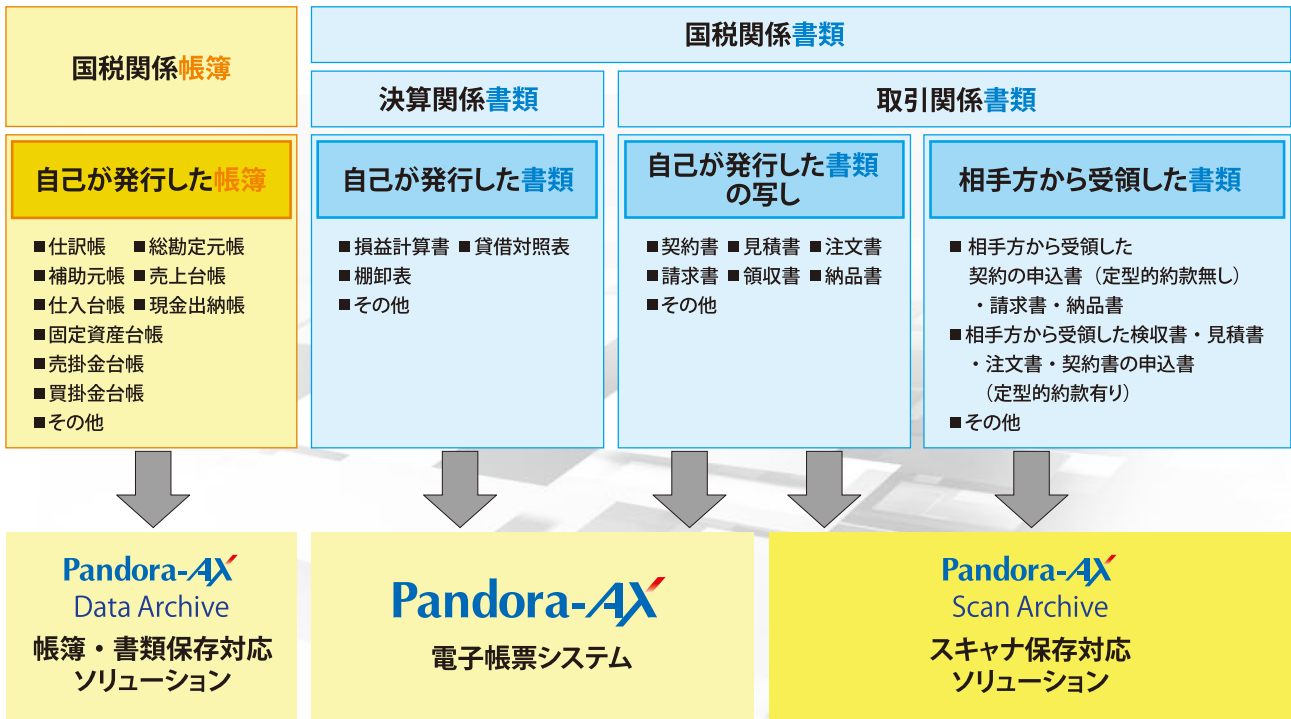 国税関係帳簿
国税関係書類
決算関係書類
取引関係書類
自己が発行した帳簿
■仕訳帳 ■総勘定元帳
■補助元帳 ■売上台帳
■仕入台帳 ■現金出納帳
■固定資産台帳
■売掛金台帳
■買掛金台帳
■その他
自己が発行した書類
■損益計算書 ■貸借対照表
■棚卸表
■その他
自己が発行した書類
の写し
■契約書 ■見積書 ■注文書
■請求書 ■領収書 ■納品書
■その他
相手方から受領した書類
■相手方から受領した
契約の申込書（定型的約款無し）
・請求書・納品書
■相手方から受領した検収書・見積書
・注文書・契約書の申込書
（定型的約款有り）
■その他
Pandora-AX
Data Archive
帳簿・書類保存対応
ソリューション
Pandora-AX
電子帳票システム
Pandora-AX
Scan Archive
スキャナ保存対応
ソリューション